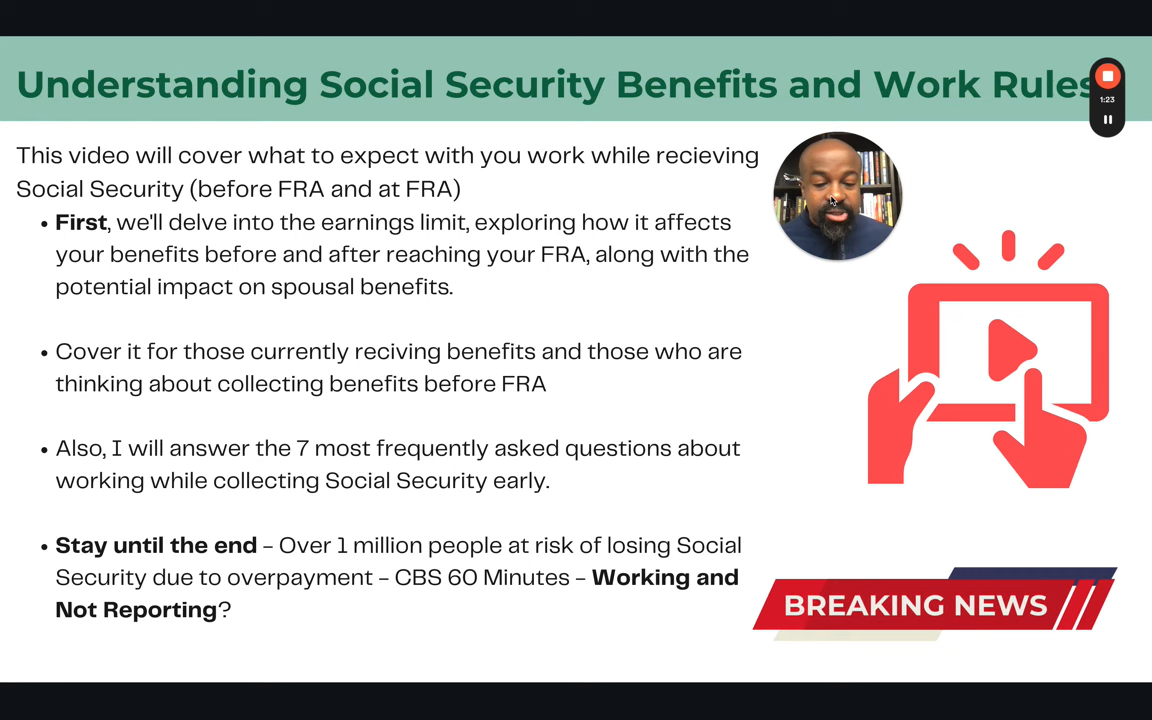 Understanding Social Security Benefits and Work Rules
1:23
This video will cover what to expect with you work while recieving
Social Security (before FRA and at FRA)
• First, we'll delve into the earnings limit, exploring how it affects
your benefits before and after reaching your FRA, along with the
potential impact on spousal benefits.
• Cover it for those currently reciving benefits and those who are
thinking about collecting benefits before FRA
• Also, I will answer the 7 most frequently asked questions about
working while collecting Social Security early.
• Stay until the end - Over 1 million people at risk of losing Social
Security due to overpayment - CBS 60 Minutes - Working and
Not Reporting?
BREAKING NEWS